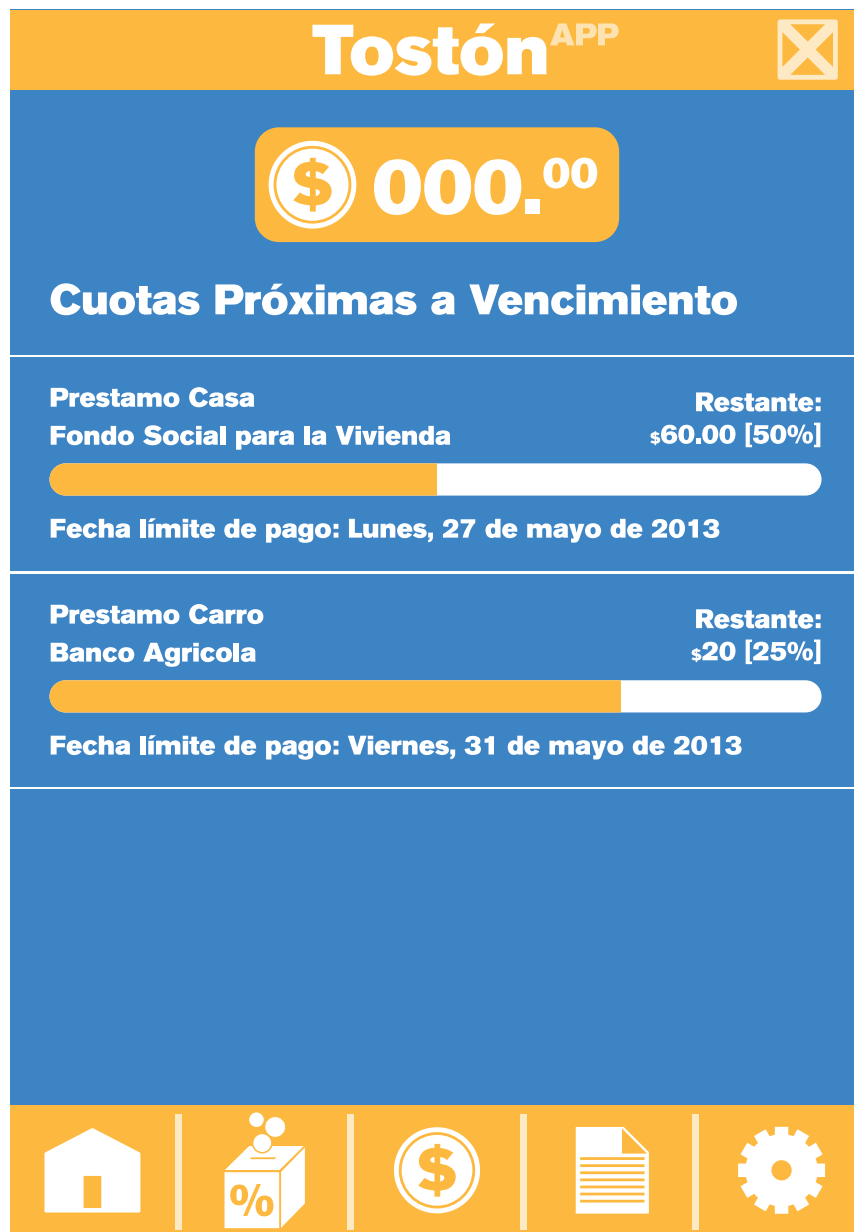 Tostón APP
$ 000.00
Cuotas Próximas a Vencimiento
Prestamo Casa
Fondo Social para la Vivienda
Restante:
$60.00 [50%]
Fecha límite de pago: Lunes, 27 de mayo de 2013
Prestamo Carro
Banco Agricola
Restante:
$20 [25%]
Fecha límite de pago: Viernes, 31 de mayo de 2013
% $